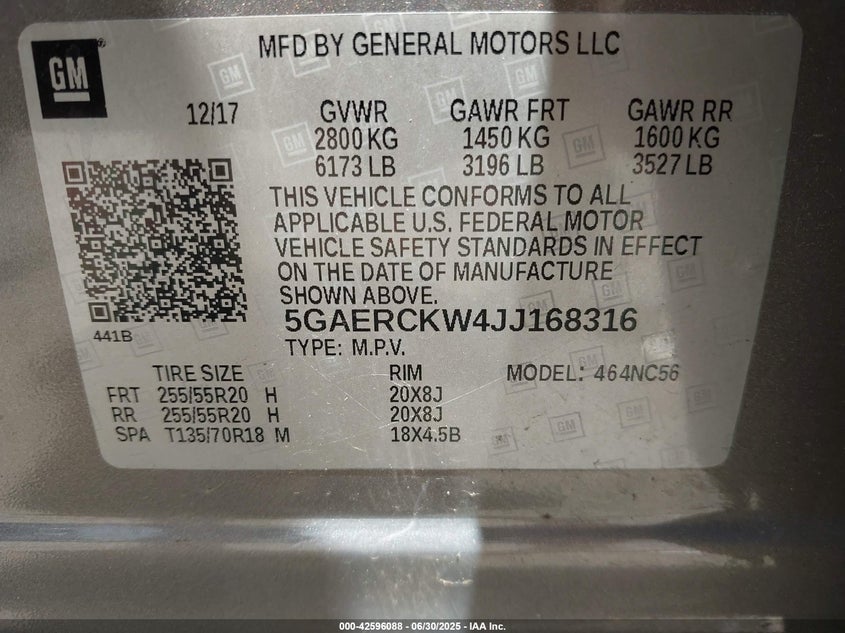 GM
MFD BY GENERAL MOTORS LLC
12/17 GVWR GAWR FRT GAWR RR
2800 KG 1450 KG 1600 KG
6173 LB 3196 LB 3527 LB
THIS VEHICLE CONFORMS TO ALL
APPLICABLE U.S. FEDERAL MOTOR
VEHICLE SAFETY STANDARDS IN EFFECT
ON THE DATE OF MANUFACTURE
SHOWN ABOVE.
441B
5GAERCKW4JJ168316
TYPE: M.P.V.
TIRE SIZE RIM MODEL: 464NC56
FRT 255/55R20 H 20X8J
RR 255/55R20 H 20X8J
SPA T135/70R18 M 18X4.5B
000-42596088 - 06/30/2025 - IAA Inc.